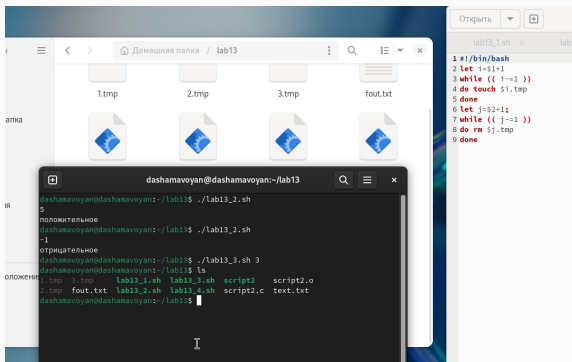 Открыть
Домашняя папка / lab13
lab13_1.sh ×
lab
1 #!/bin/bash
2 let i=$1+1
3 while (( i-=1 ))
4 do touch $i.tmp
5 done
6 let j=$2+1;
7 while (( j-=1 ))
8 do rm $j.tmp
9 done
1.tmp
2.tmp
3.tmp
fout.txt
апка
ия
оложени
dashamavoyan@dashamavoyan:~/lab13
dashamavoyan@dashamavoyan:~/lab13$ ./lab13_2.sh
5
положительное
dashamavoyan@dashamavoyan:~/lab13$ ./lab13_2.sh
-1
отрицательное
dashamavoyan@dashamavoyan:~/lab13$ ./lab13_3.sh 3
dashamavoyan@dashamavoyan:~/lab13$ ls
1.tmp 3.tmp lab13_1.sh lab13_3.sh script2 script2.o
2.tmp fout.txt lab13_2.sh lab13_4.sh script2.c text.txt
dashamavoyan@dashamavoyan:~/lab13$